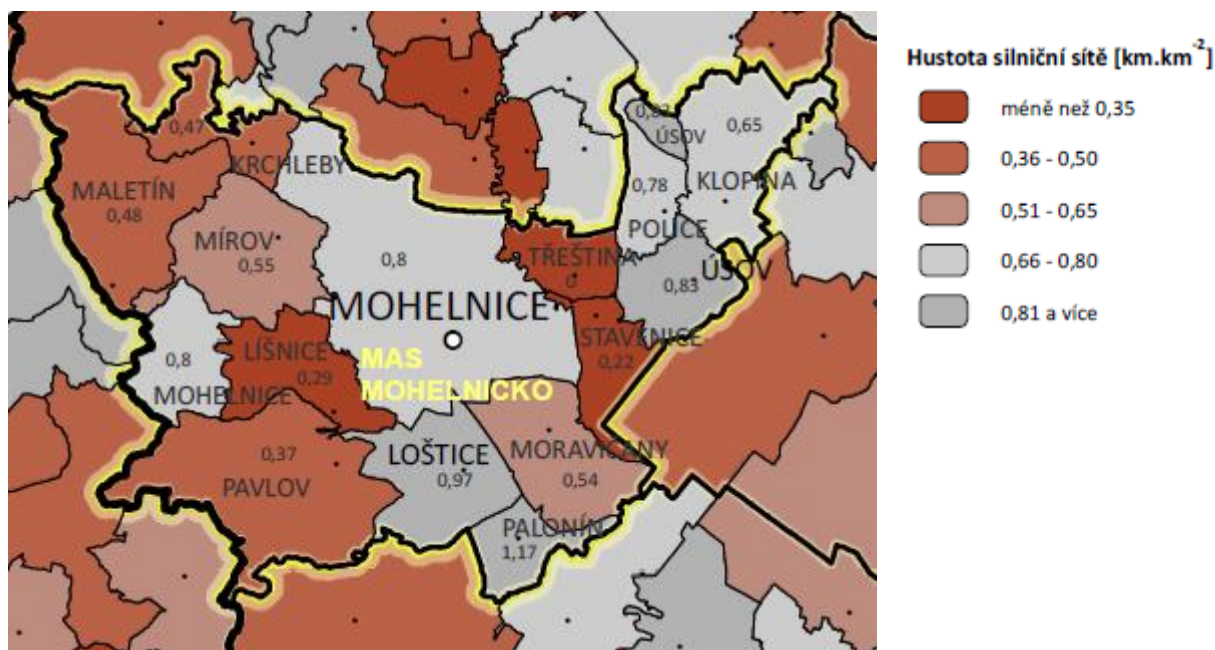 Hustota silniční sítě [km.km-2]
méně než 0,35
0,36 - 0,50
0,51 - 0,65
0,66 - 0,80
0,81 a více
0,83
ÚSOV
0,65
0,47
KRCHLEBY
0,78
KLOPINA
MALETÍN
0,48
POLICE
MÍROV
0,55
0,8
TŘEŠTINA
0
ÚSOV
0,83
MOHELNICE
STAVENICE
0,22
0,8
LÍŠNICE
0,29
MAS
MOHELNICKO
MOHELNICE
0,37
PAVLOV
LOŠTICE
0,97
MORAVIČANY
0,54
PALONÍN
1,17